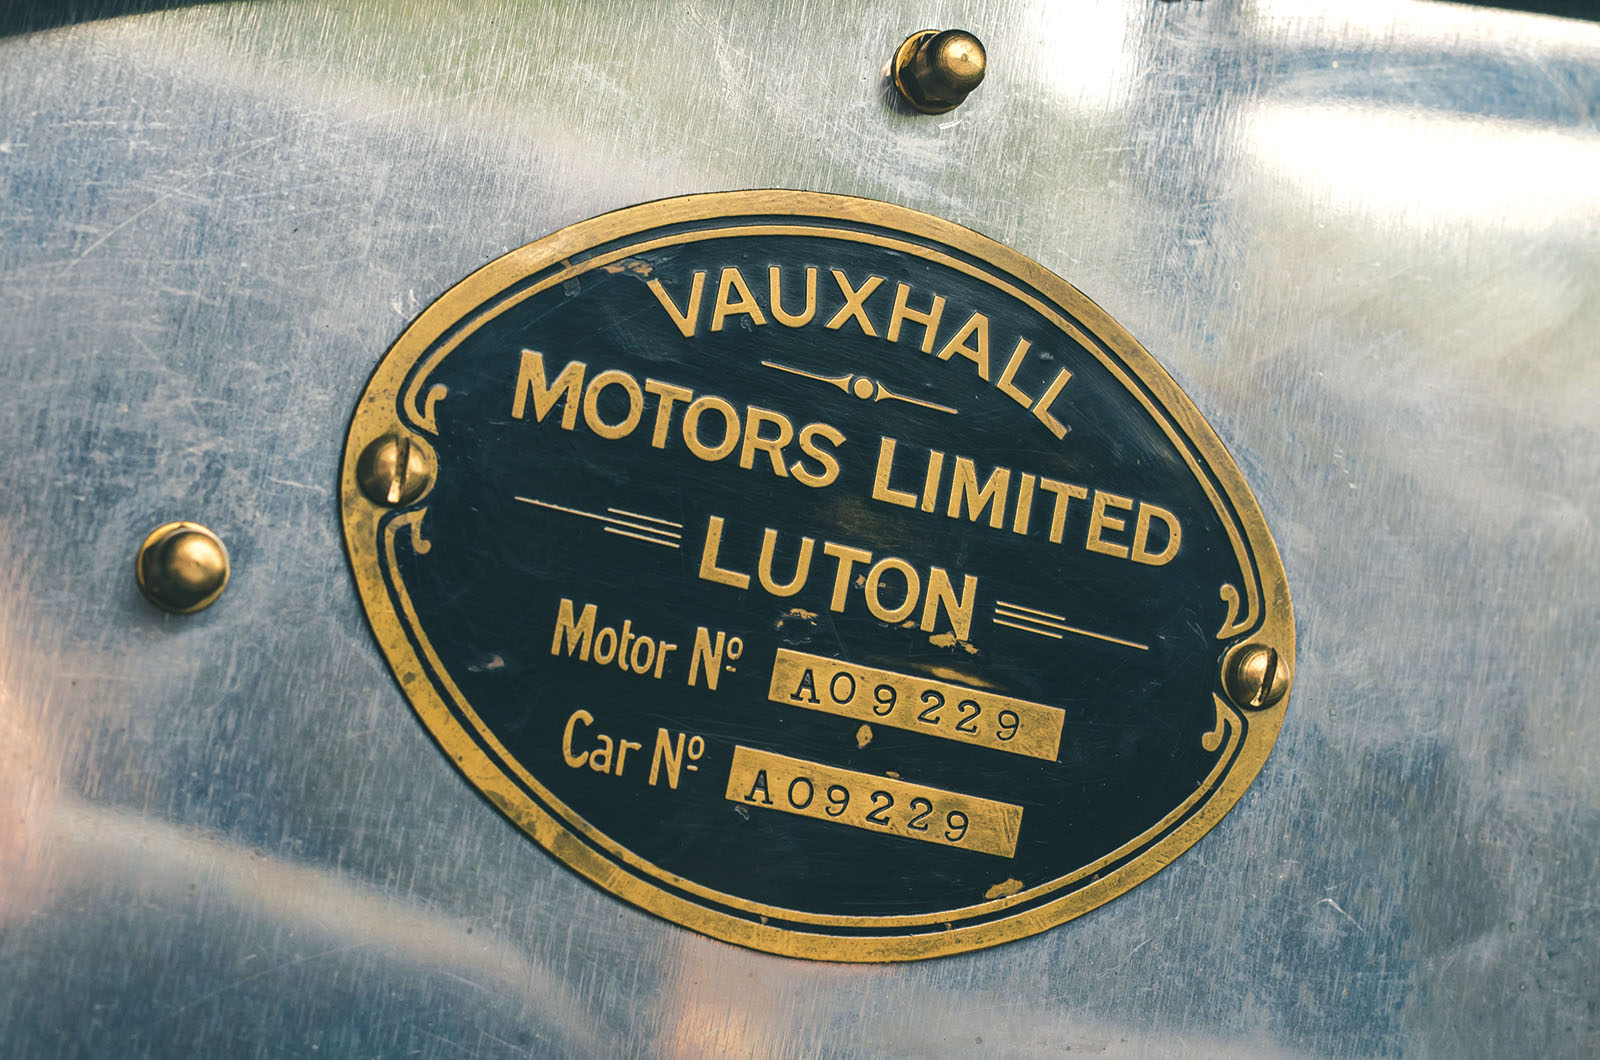 VAUXHALL
MOTORS LIMITED
LUTON
Motor Nº A09229
Car Nº A09229